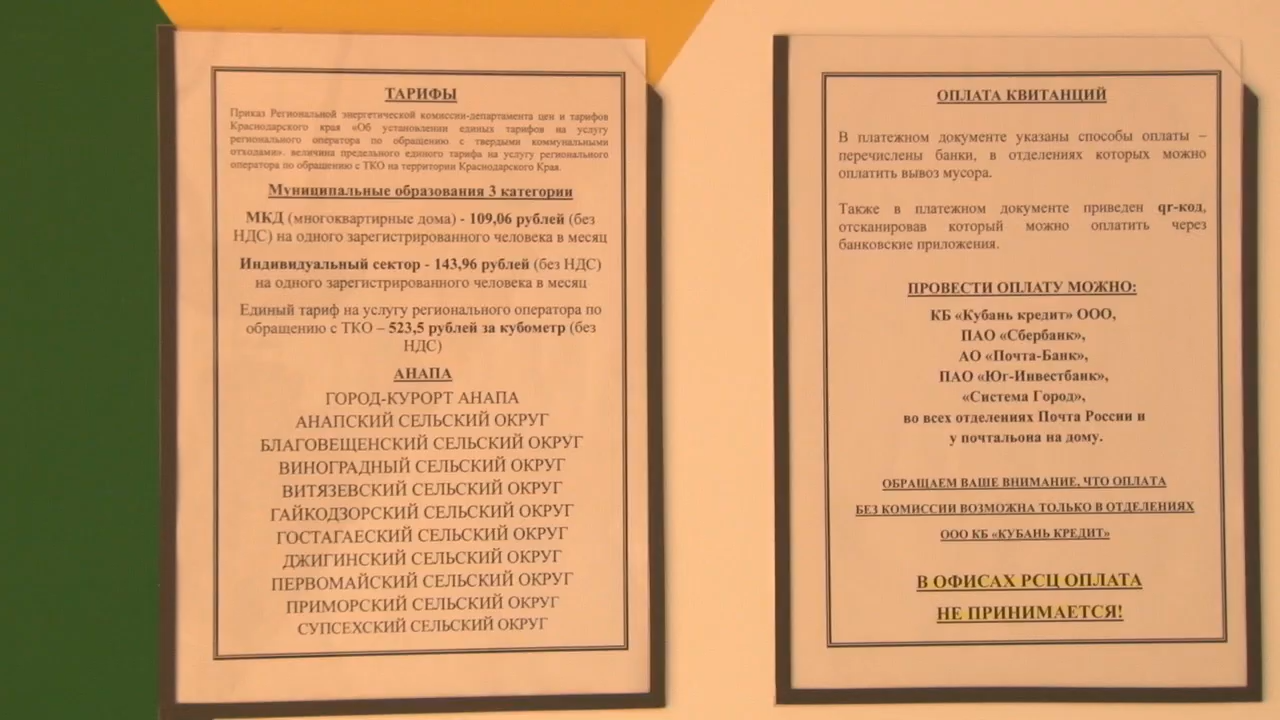 ТАРИФЫ
Приказ Региональной энергетической комиссии-департамента цен и тарифов
Краснодарского края «Об установлении единых тарифов на услугу
регионального оператора по обращению с твердыми коммунальными
отходами». величина предельного единого тарифа на услугу регионального
оператора по обращению с ТКО на территории Краснодарского Края.
Муниципальные образования 3 категории
МКД (многоквартирные дома) - 109,06 рублей (без
НДС) на одного зарегистрированного человека в месяц
Индивидуальный сектор - 143,96 рублей (без НДС)
на одного зарегистрированного человека в месяц
Единый тариф на услугу регионального оператора по
обращению с ТКО – 523,5 рублей за кубометр (без
НДС)
АНАПА
ГОРОД-КУРОРТ АНАПА
АНАПСКИЙ СЕЛЬСКИЙ ОКРУГ
БЛАГОВЕЩЕНСКИЙ СЕЛЬСКИЙ ОКРУГ
ВИНОГРАДНЫЙ СЕЛЬСКИЙ ОКРУГ
ВИТЯЗЕВСКИЙ СЕЛЬСКИЙ ОКРУГ
ГАЙКОДЗОРСКИЙ СЕЛЬСКИЙ ОКРУГ
ГОСТАГАЕСКИЙ СЕЛЬСКИЙ ОКРУГ
ДЖИГИНСКИЙ СЕЛЬСКИЙ ОКРУГ
ПЕРВОМАЙСКИЙ СЕЛЬСКИЙ ОКРУГ
ПРИМОРСКИЙ СЕЛЬСКИЙ ОКРУГ
СУПСЕХСКИЙ СЕЛЬСКИЙ ОКРУГ
ОПЛАТА КВИТАНЦИЙ
В платежном документе указаны способы оплаты –
перечислены банки, в отделениях которых можно
оплатить вывоз мусора.
Также в платежном документе приведен qr-код,
отсканировав который можно оплатить через
банковские приложения.
ПРОВЕСТИ ОПЛАТУ МОЖНО:
КБ «Кубань кредит» ООО,
ПАО «Сбербанк»,
АО «Почта-Банк»,
ПАО «Юг-Инвестбанк»,
«Система Город»,
во всех отделениях Почта России и
у почтальона на дому.
ОБРАЩАЕМ ВАШЕ ВНИМАНИЕ, ЧТО ОПЛАТА
БЕЗ КОМИССИИ ВОЗМОЖНА ТОЛЬКО В ОТДЕЛЕНИЯХ
ООО КБ «КУБАНЬ КРЕДИТ»
В ОФИСАХ РСЦ ОПЛАТА
НЕ ПРИНИМАЕТСЯ!